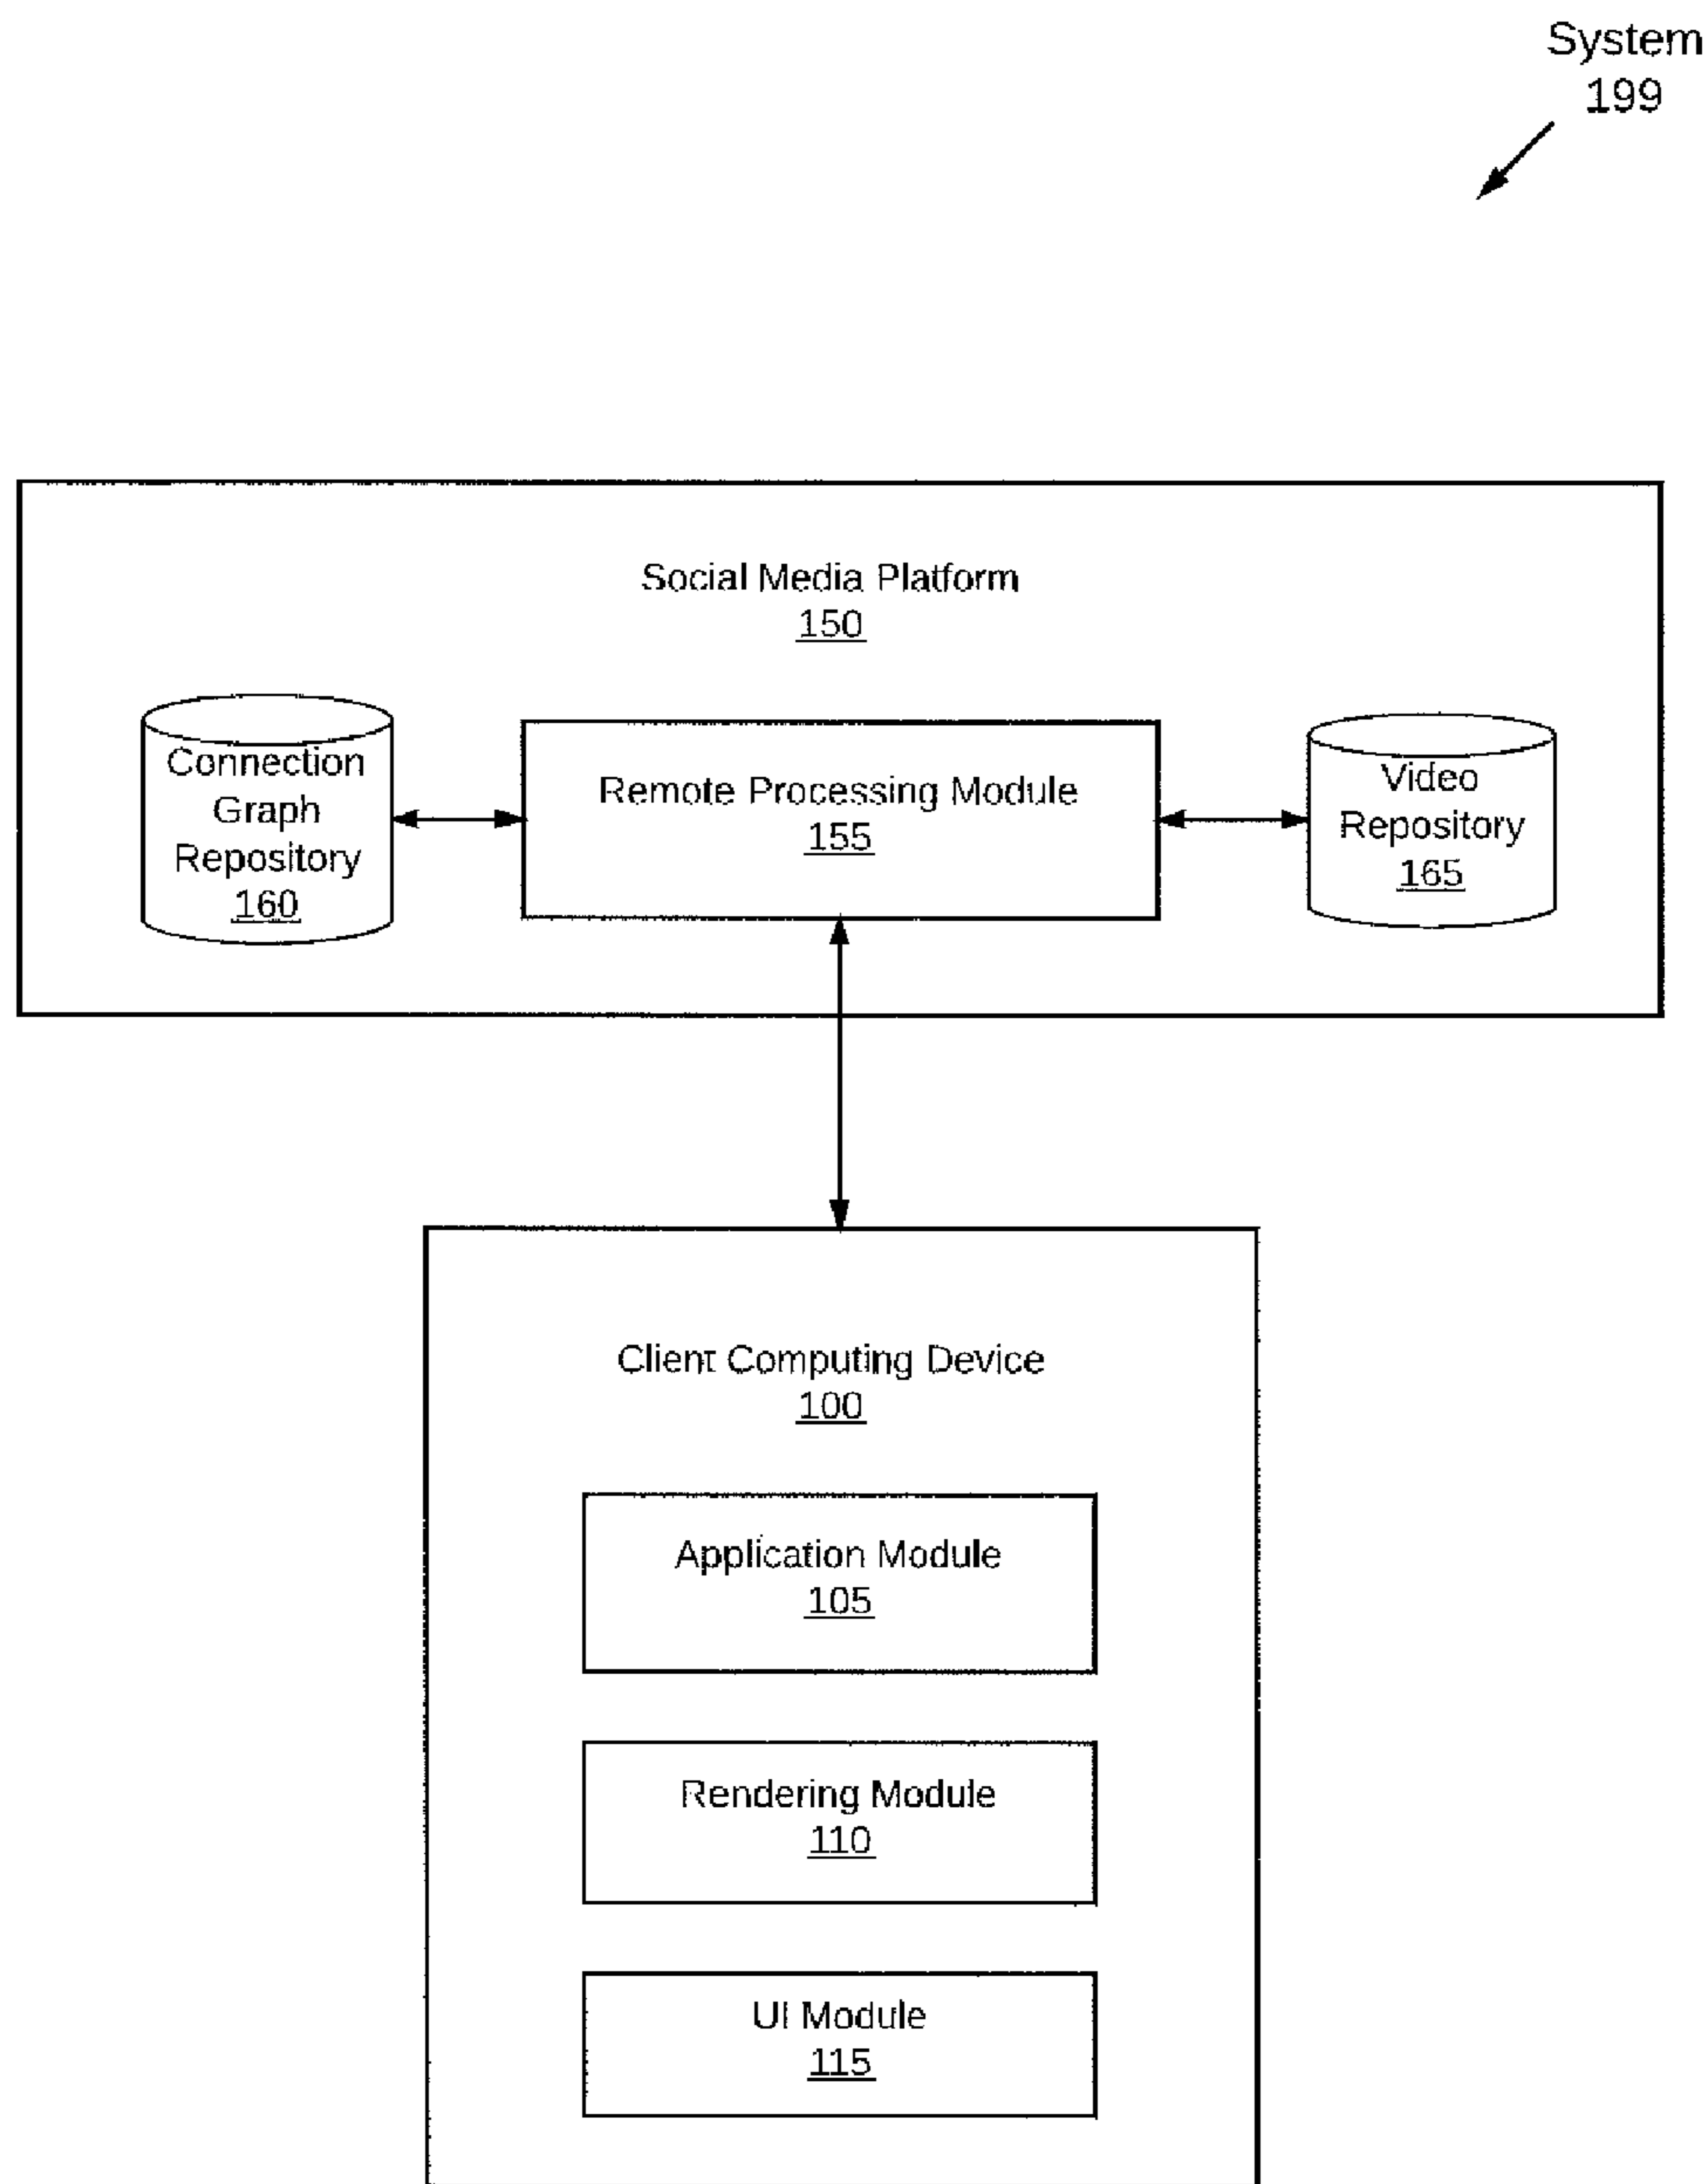 System
199
Social Media Platform
150
Connection
Graph
Repository
160
Remote Processing Module
155
Video
Repository
165
Client Computing Device
100
Application Module
105
Rendering Module
110
UI Module
115